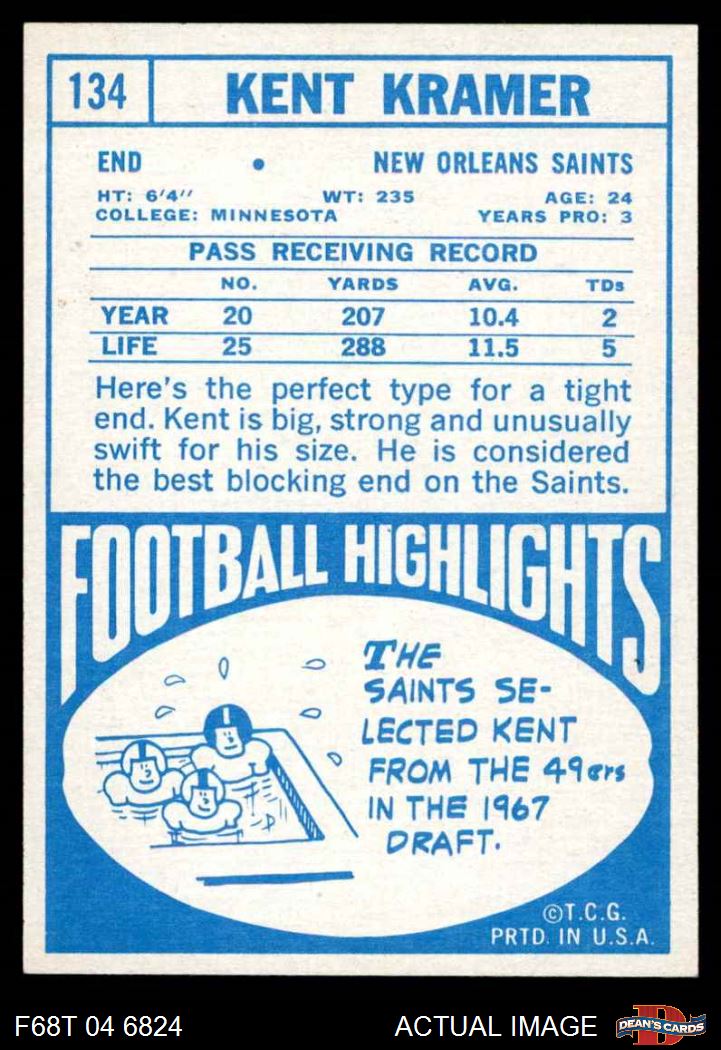 134 KENT KRAMER
END • NEW ORLEANS SAINTS
HT: 6'4'' WT: 235 AGE: 24
COLLEGE: MINNESOTA YEARS PRO: 3
PASS RECEIVING RECORD
NO. YARDS AVG. TDs
YEAR 20 207 10.4 2
LIFE 25 288 11.5 5
Here's the perfect type for a tight
end. Kent is big, strong and unusually
swift for his size. He is considered
the best blocking end on the Saints.
FOOTBALL HIGHLIGHTS
THE
SAINTS SE-
LECTED KENT
FROM THE 49ers
IN THE 1967
DRAFT.
©T.C.G.
PRTD. IN U.S.A.
F68T 04 6824 ACTUAL IMAGE D DEAN'S CARDS